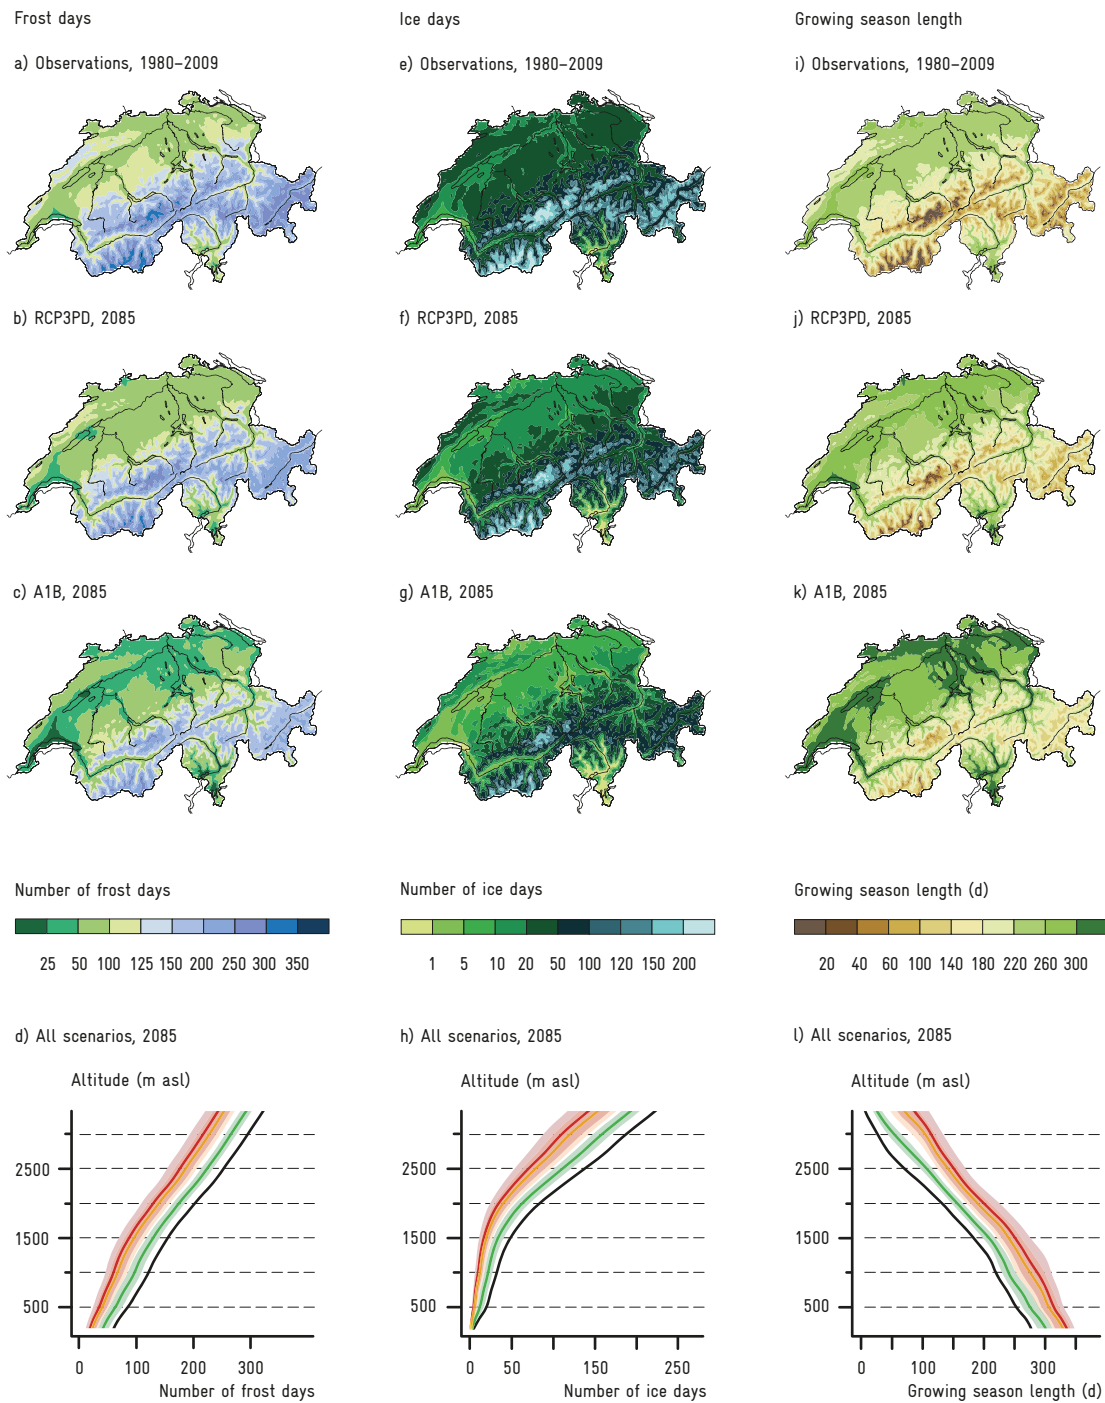 Frost days
a) Observations, 1980–2009
b) RCP3PD, 2085
c) A1B, 2085
Number of frost days
25 50 100 125 150 200 250 300 350
d) All scenarios, 2085
Altitude (m asl)
2500
1500
500
0 100 200 300
Number of frost days
Ice days
e) Observations, 1980–2009
f) RCP3PD, 2085
g) A1B, 2085
Number of ice days
1 5 10 20 50 100 120 150 200
h) All scenarios, 2085
Altitude (m asl)
2500
1500
500
0 50 150 250
Number of ice days
Growing season length
i) Observations, 1980–2009
j) RCP3PD, 2085
k) A1B, 2085
Growing season length (d)
20 40 60 100 140 180 220 260 300
l) All scenarios, 2085
Altitude (m asl)
2500
1500
500
0 100 200 300
Growing season length (d)